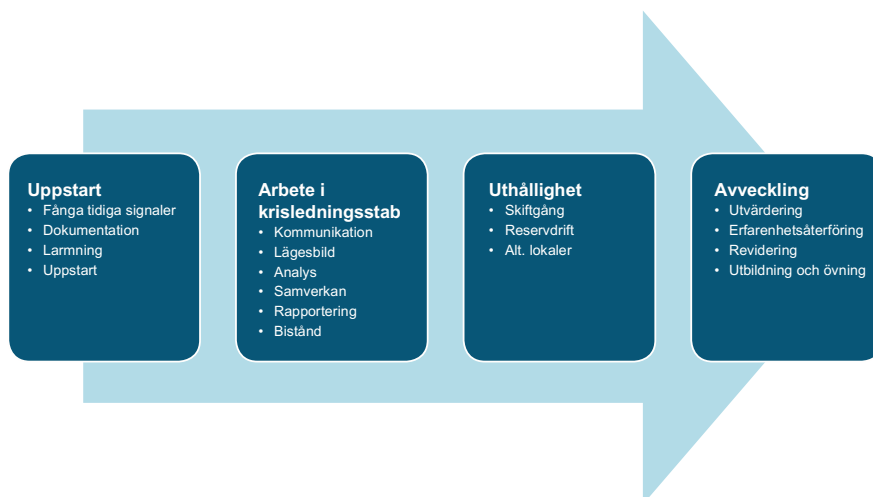 Uppstart
• Fånga tidiga signaler
• Dokumentation
• Larmning
• Uppstart
Arbete i
krisledningsstab
• Kommunikation
• Lägesbild
• Analys
• Samverkan
• Rapportering
• Bistånd
Uthållighet
• Skiftgång
• Reservdrift
• Alt. lokaler
Avveckling
• Utvärdering
• Erfarenhetsåterföring
• Revidering
• Utbildning och övning